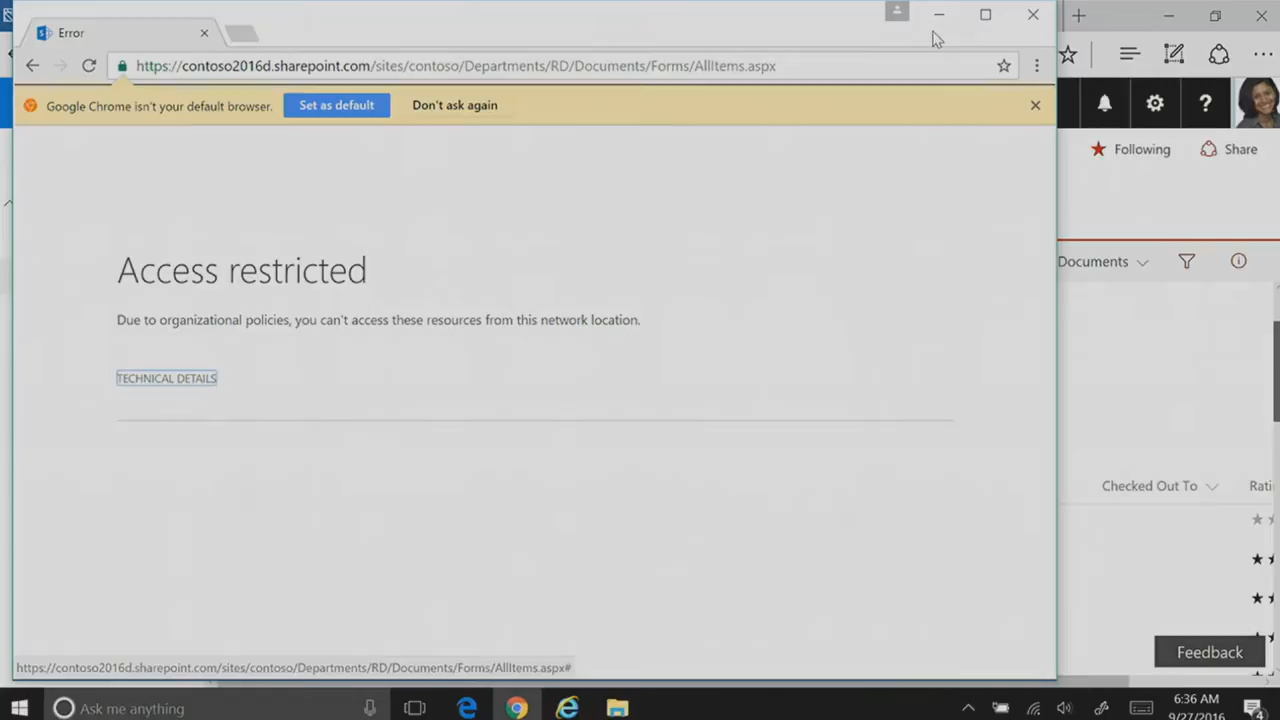 Error
https://contoso2016d.sharepoint.com/sites/contoso/Departments/RD/Documents/Forms/AllItems.aspx
Google Chrome isn't your default browser.
Set as default
Don't ask again
Following
Share
Access restricted
Documents
Due to organizational policies, you can't access these resources from this network location.
TECHNICAL DETAILS
Checked Out To
Feedback
https://contoso2016d.sharepoint.com/sites/contoso/Departments/RD/Documents/Forms/AllItems.aspx#
Ask me anything
6:36 AM
9/27/2016
4